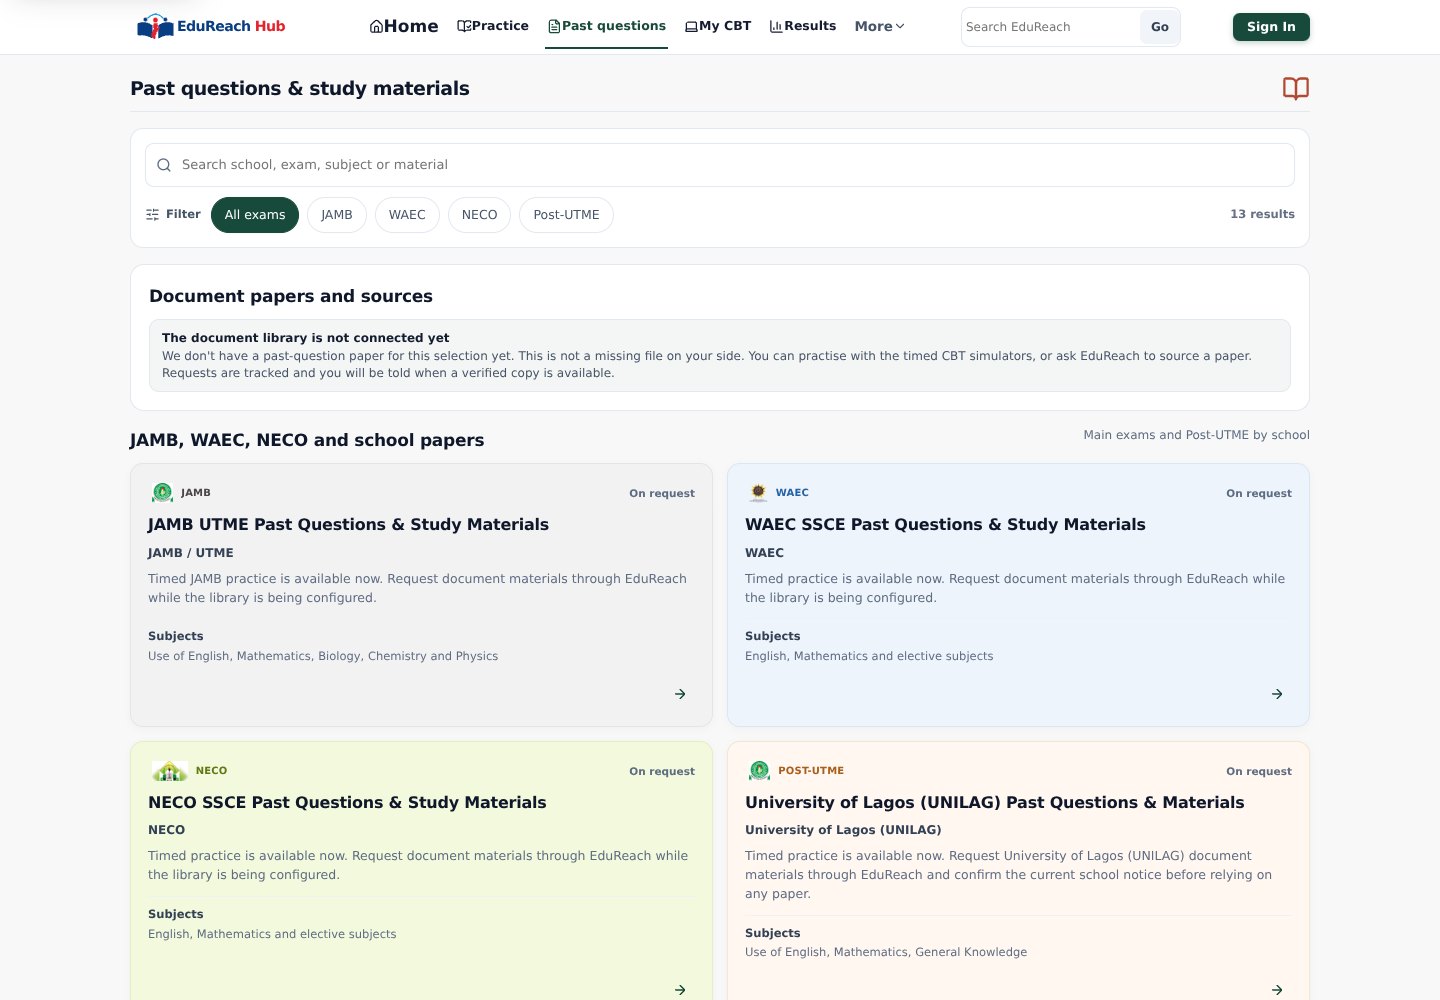 EduReach Hub
Home
Practice
Past questions
My CBT
Results
More
Search EduReach
Go
Sign In
Past questions & study materials
Search school, exam, subject or material
Filter
All exams
JAMB
WAEC
NECO
Post-UTME
13 results
Document papers and sources
The document library is not connected yet
We don't have a past-question paper for this selection yet. This is not a missing file on your side. You can practise with the timed CBT simulators, or ask EduReach to source a paper.
Requests are tracked and you will be told when a verified copy is available.
JAMB, WAEC, NECO and school papers
Main exams and Post-UTME by school
JAMB
On request
JAMB UTME Past Questions & Study Materials
JAMB / UTME
Timed JAMB practice is available now. Request document materials through EduReach
while the library is being configured.
Subjects
Use of English, Mathematics, Biology, Chemistry and Physics
WAEC
On request
WAEC SSCE Past Questions & Study Materials
WAEC
Timed practice is available now. Request document materials through EduReach while
the library is being configured.
Subjects
English, Mathematics and elective subjects
NECO
On request
NECO SSCE Past Questions & Study Materials
NECO
Timed practice is available now. Request document materials through EduReach while
the library is being configured.
Subjects
English, Mathematics and elective subjects
POST-UTME
On request
University of Lagos (UNILAG) Past Questions & Materials
University of Lagos (UNILAG)
Timed practice is available now. Request University of Lagos (UNILAG) document
materials through EduReach and confirm the current school notice before relying on
any paper.
Subjects
Use of English, Mathematics, General Knowledge